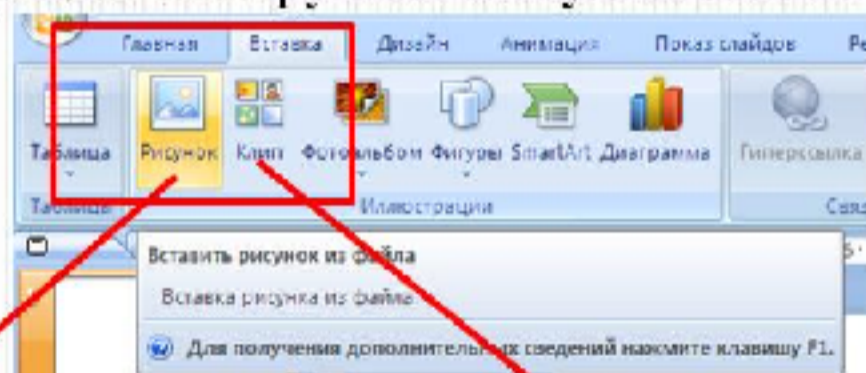 Главная Вставка Дизайн Анимация Показ слайдов
Таблица Рисунок Клип Фотоальбом Фигуры SmartArt Диаграмма Гиперссылка
Таблица Иллюстрации
Вставить рисунок из файла
Вставка рисунка из файла
Для получения дополнительных сведений нажмите клавишу F1.